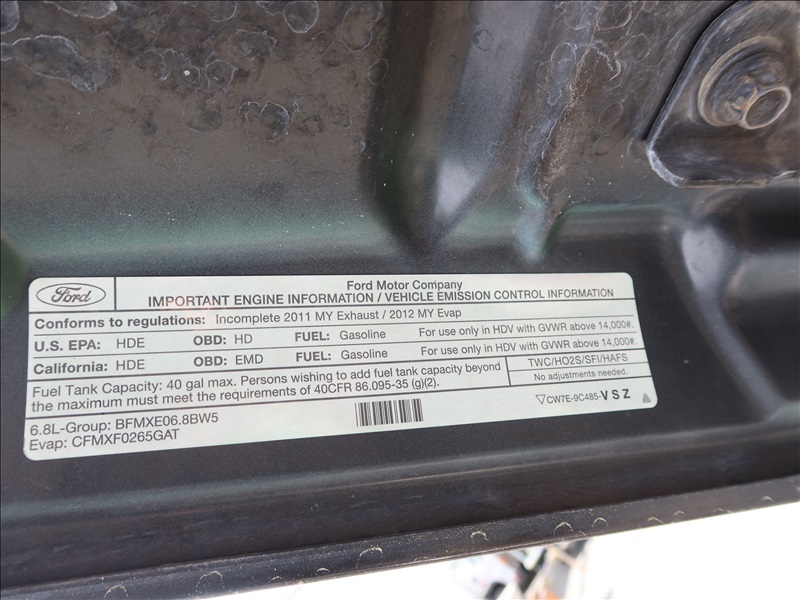 Ford
Ford Motor Company
IMPORTANT ENGINE INFORMATION / VEHICLE EMISSION CONTROL INFORMATION
Conforms to regulations: Incomplete 2011 MY Exhaust / 2012 MY Evap
U.S. EPA: HDE OBD: HD FUEL: Gasoline For use only in HDV with GVWR above 14,000#.
California: HDE OBD: EMD FUEL: Gasoline For use only in HDV with GVWR above 14,000#.
Fuel Tank Capacity: 40 gal max. Persons wishing to add fuel tank capacity beyond
the maximum must meet the requirements of 40CFR 86.095-35 (g)(2).
TWC/HO2S/SFI/HAFS
No adjustments needed.
6.8L-Group: BFMXE06.8BW5
Evap: CFMXF0265GAT
CW7E-9C485-VSZ